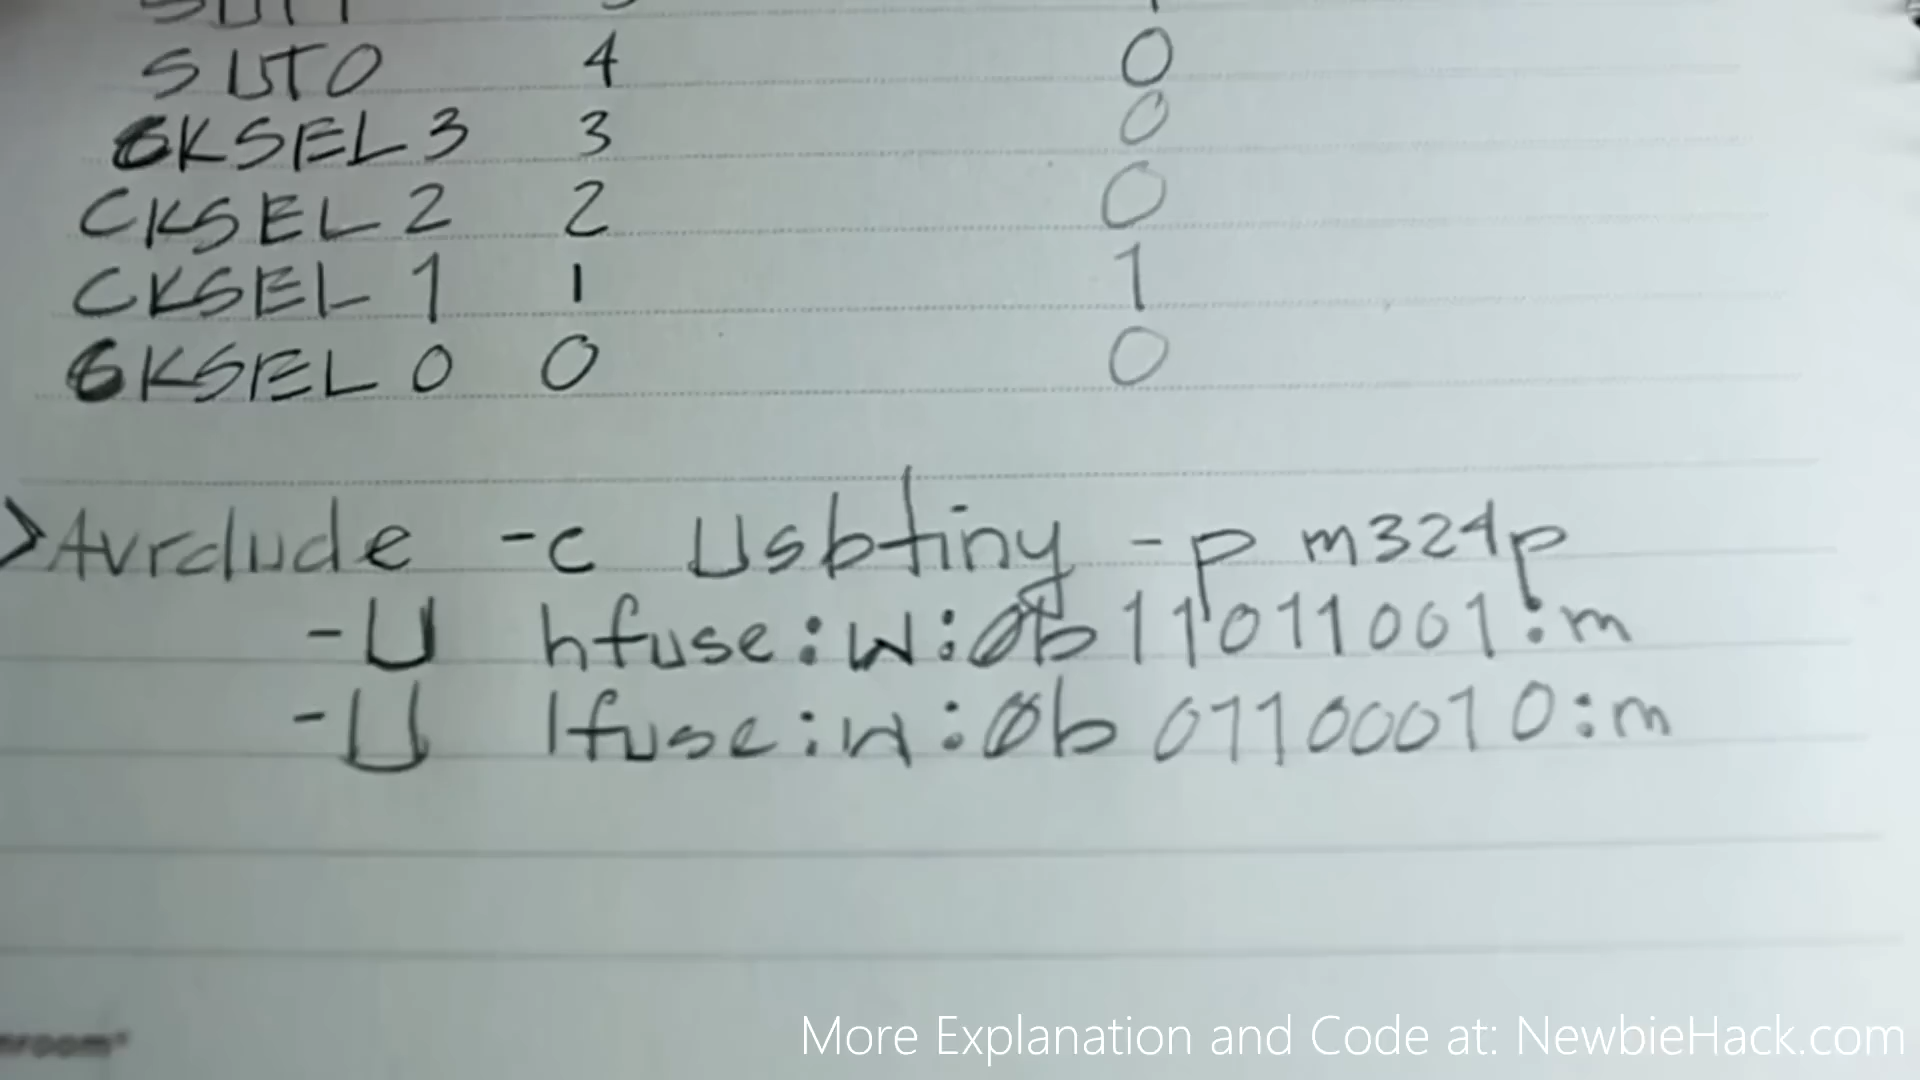 SUT0 4 0
CKSEL3 3 0
CKSEL2 2 0
CKSEL1 1 1
CKSEL0 0 0
>Avrdude -c Usbtiny -p m324p
-U hfuse:w:0b11011001:m
-U lfuse:w:0b01100010:m
More Explanation and Code at: NewbieHack.com